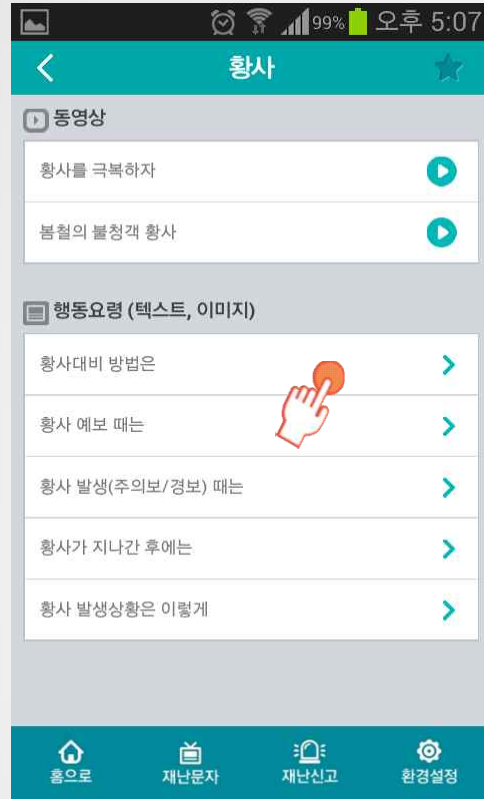 99% 오후 5:07
황사
동영상
황사를 극복하자
봄철의 불청객 황사
행동요령 (텍스트, 이미지)
황사대비 방법은
황사 예보 때는
황사 발생(주의보/경보) 때는
황사가 지나간 후에는
황사 발생상황은 이렇게
홈으로 재난문자 재난신고 환경설정